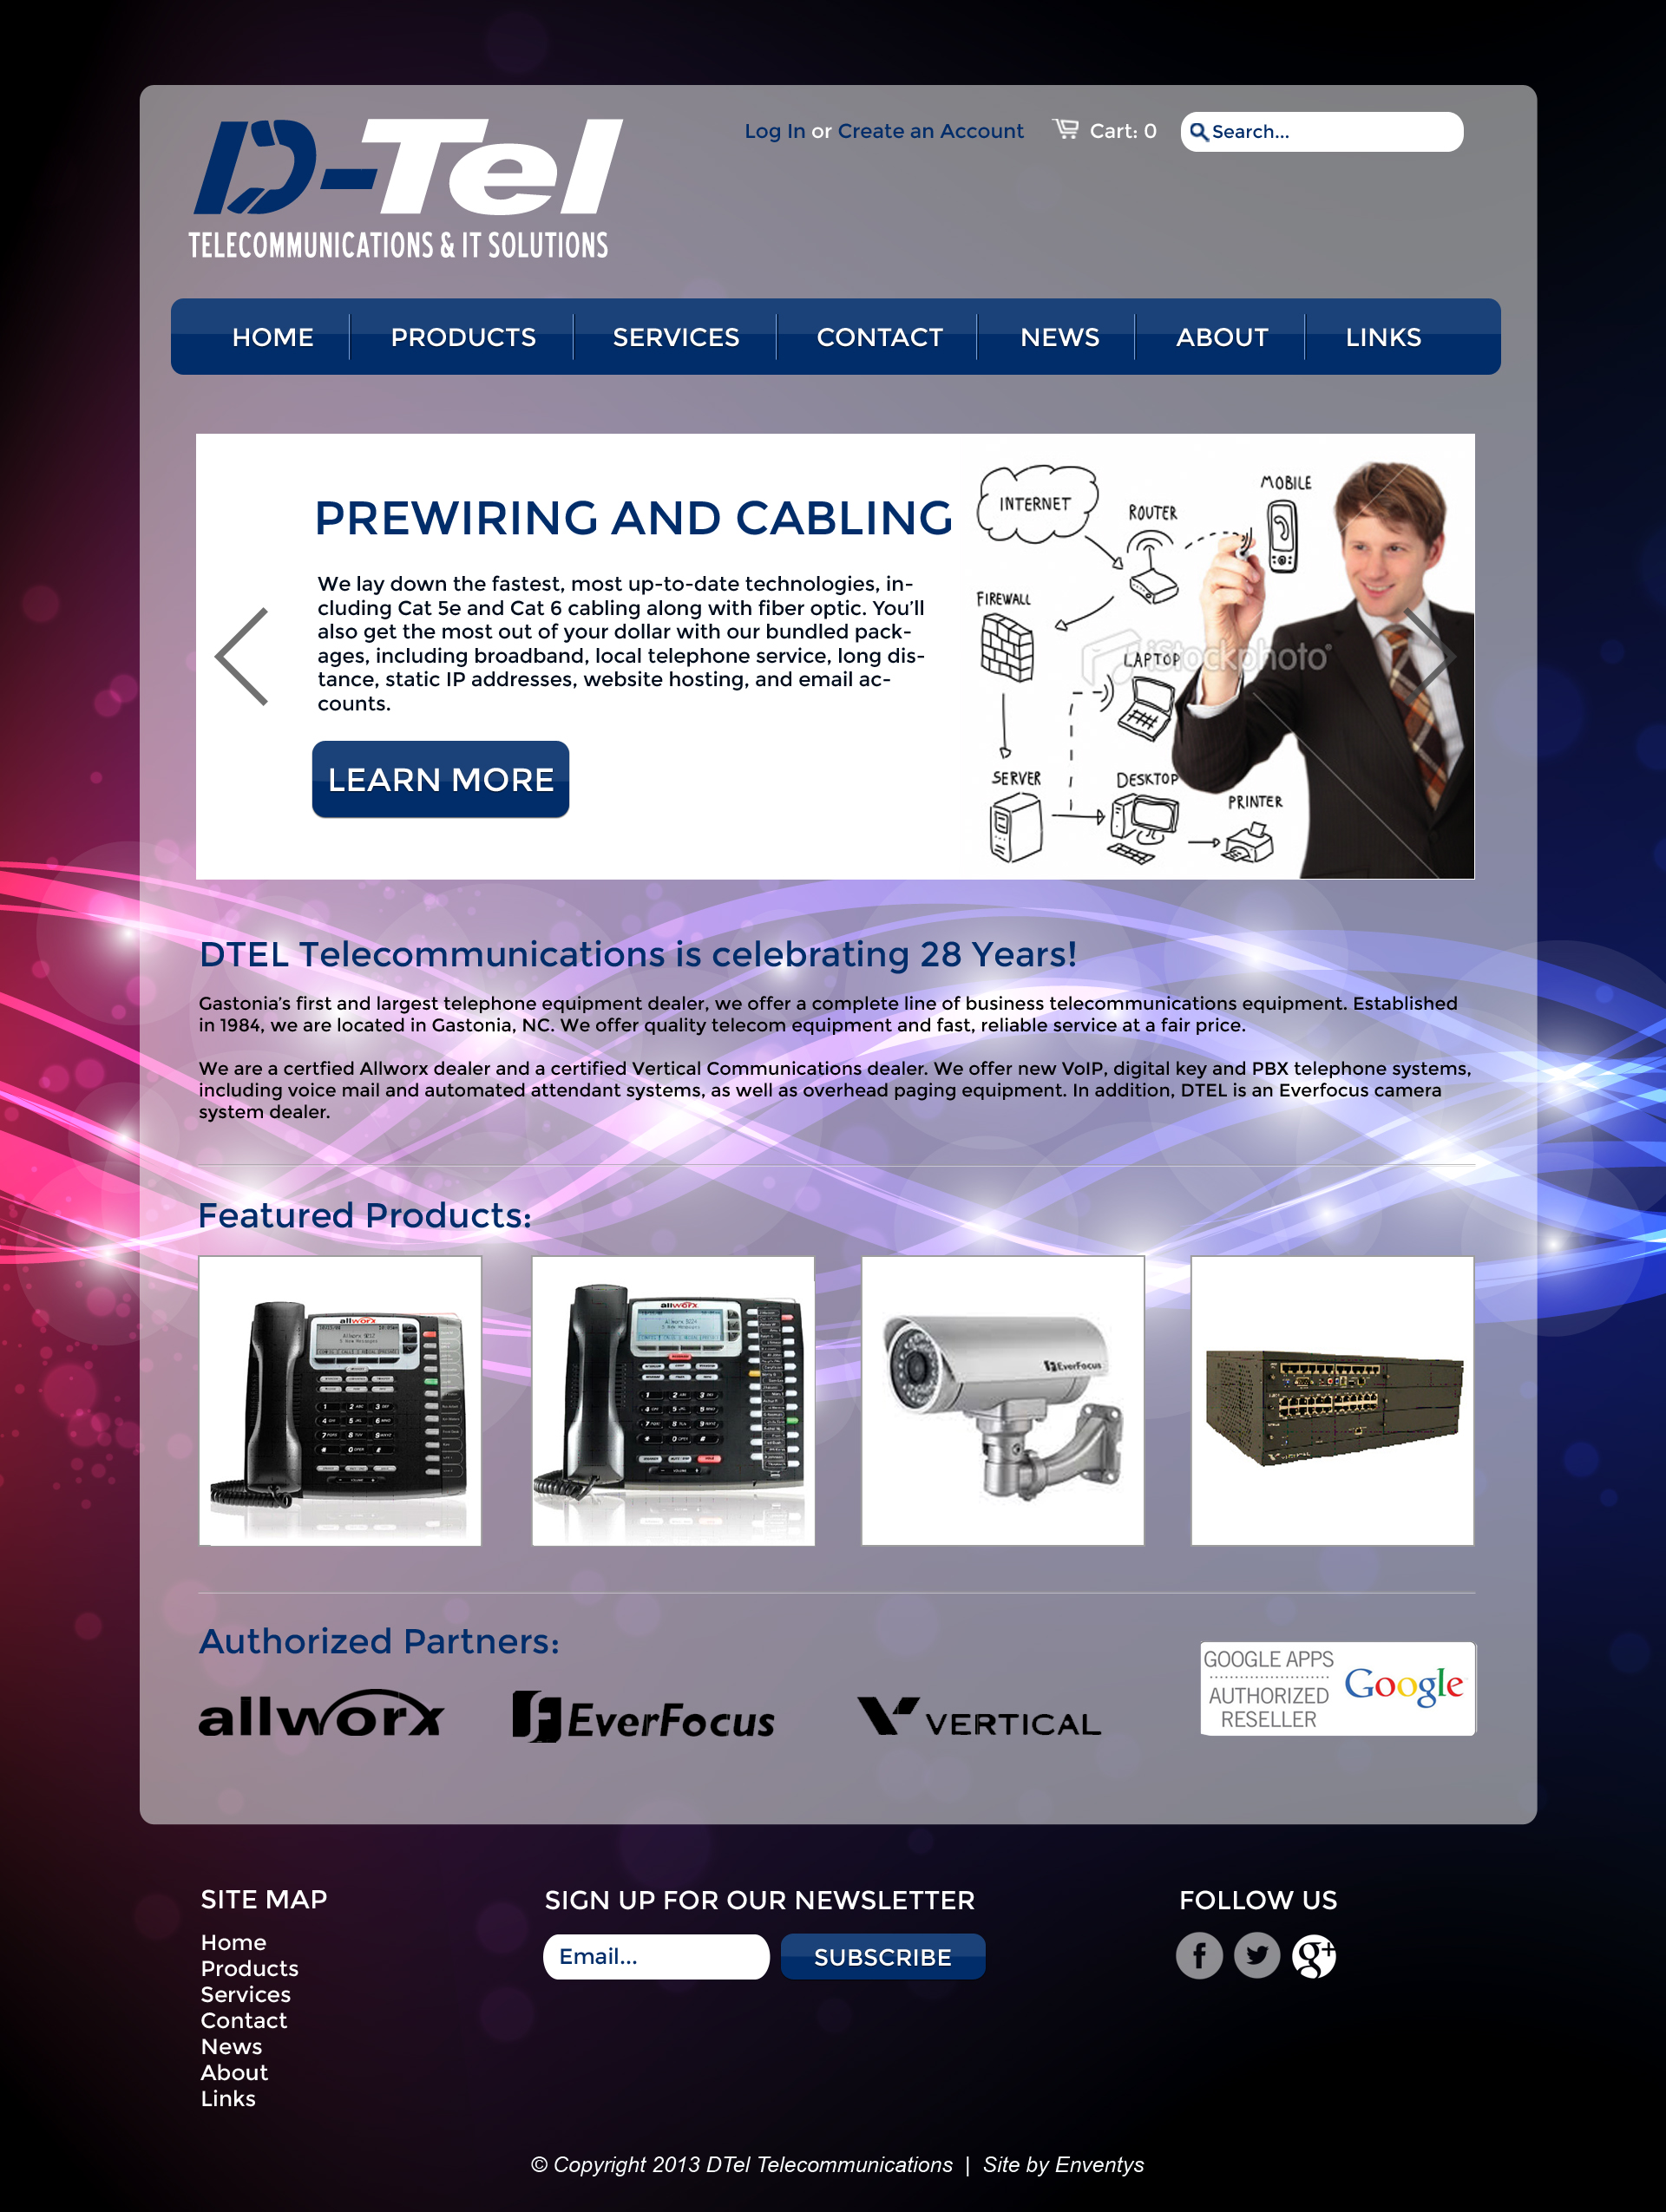 D-Tel
TELECOMMUNICATIONS & IT SOLUTIONS
Log In or Create an Account
Cart: 0
Search...
HOME
PRODUCTS
SERVICES
CONTACT
NEWS
ABOUT
LINKS
PREWIRING AND CABLING
We lay down the fastest, most up-to-date technologies, in-
cluding Cat 5e and Cat 6 cabling along with fiber optic. You'll
also get the most out of your dollar with our bundled pack-
ages, including broadband, local telephone service, long dis-
tance, static IP addresses, website hosting, and email ac-
counts.
LEARN MORE
INTERNET
ROUTER
MOBILE
FIREWALL
LAPTOP
iStockphoto
SERVER
DESKTOP
PRINTER
DTEL Telecommunications is celebrating 28 Years!
Gastonia's first and largest telephone equipment dealer, we offer a complete line of business telecommunications equipment. Established
in 1984, we are located in Gastonia, NC. We offer quality telecom equipment and fast, reliable service at a fair price.
We are a certfied Allworx dealer and a certified Vertical Communications dealer. We offer new VoIP, digital key and PBX telephone systems,
including voice mail and automated attendant systems, as well as overhead paging equipment. In addition, DTEL is an Everfocus camera
system dealer.
Featured Products:
allworx
allworx
EverFocus
Authorized Partners:
allworx
EverFocus
VERTICAL
GOOGLE APPS
AUTHORIZED
RESELLER
Google
SITE MAP
Home
Products
Services
Contact
News
About
Links
SIGN UP FOR OUR NEWSLETTER
Email...
SUBSCRIBE
FOLLOW US
© Copyright 2013 DTel Telecommunications | Site by Enventys